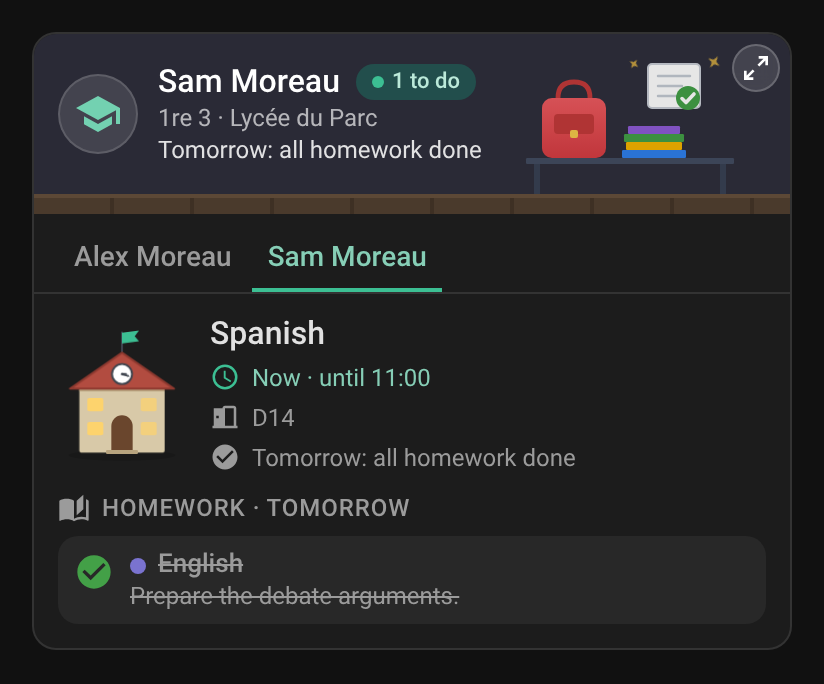 Sam Moreau
1 to do
1re 3 · Lycée du Parc
Tomorrow: all homework done
Alex Moreau
Sam Moreau
Spanish
Now · until 11:00
D14
Tomorrow: all homework done
HOMEWORK · TOMORROW
English
Prepare the debate arguments.